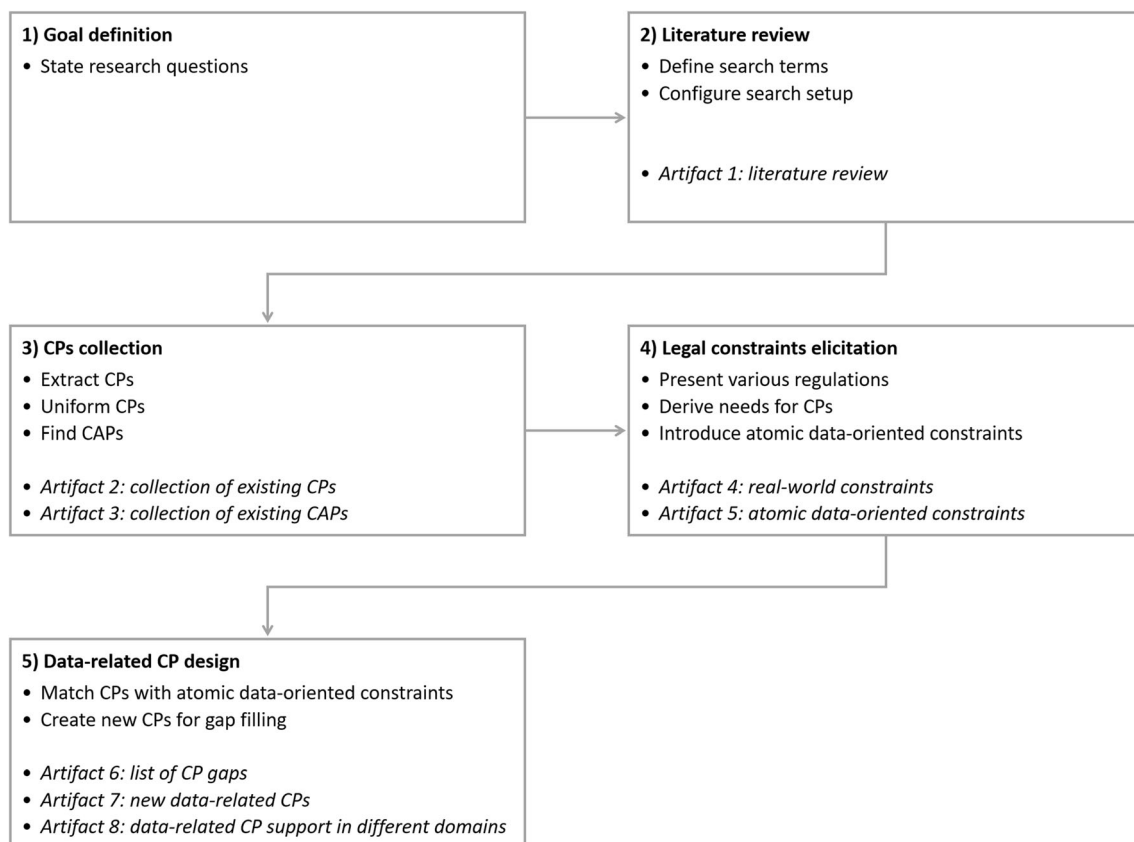 1) Goal definition
• State research questions
2) Literature review
• Define search terms
• Configure search setup
• Artifact 1: literature review
3) CPs collection
• Extract CPs
• Uniform CPs
• Find CAPs
• Artifact 2: collection of existing CPs
• Artifact 3: collection of existing CAPs
4) Legal constraints elicitation
• Present various regulations
• Derive needs for CPs
• Introduce atomic data-oriented constraints
• Artifact 4: real-world constraints
• Artifact 5: atomic data-oriented constraints
5) Data-related CP design
• Match CPs with atomic data-oriented constraints
• Create new CPs for gap filling
• Artifact 6: list of CP gaps
• Artifact 7: new data-related CPs
• Artifact 8: data-related CP support in different domains